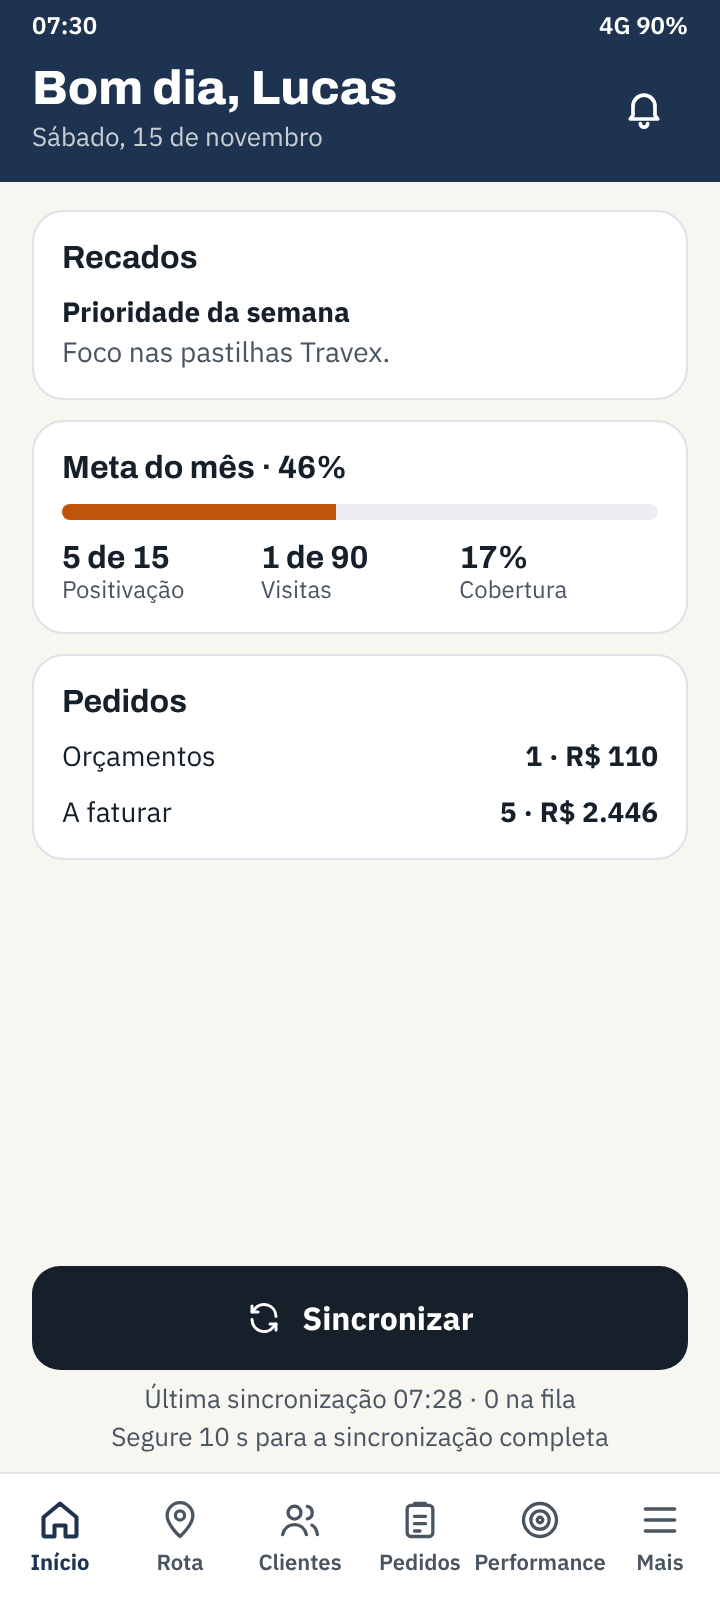 07:30
4G 90%
Bom dia, Lucas
Sábado, 15 de novembro
Recados
Prioridade da semana
Foco nas pastilhas Travex.
Meta do mês · 46%
5 de 15
1 de 90
17%
Positivação
Visitas
Cobertura
Pedidos
Orçamentos
1 · R$ 110
A faturar
5 · R$ 2.446
Sincronizar
Última sincronização 07:28 · 0 na fila
Segure 10 s para a sincronização completa
Início
Rota
Clientes
Pedidos
Performance
Mais